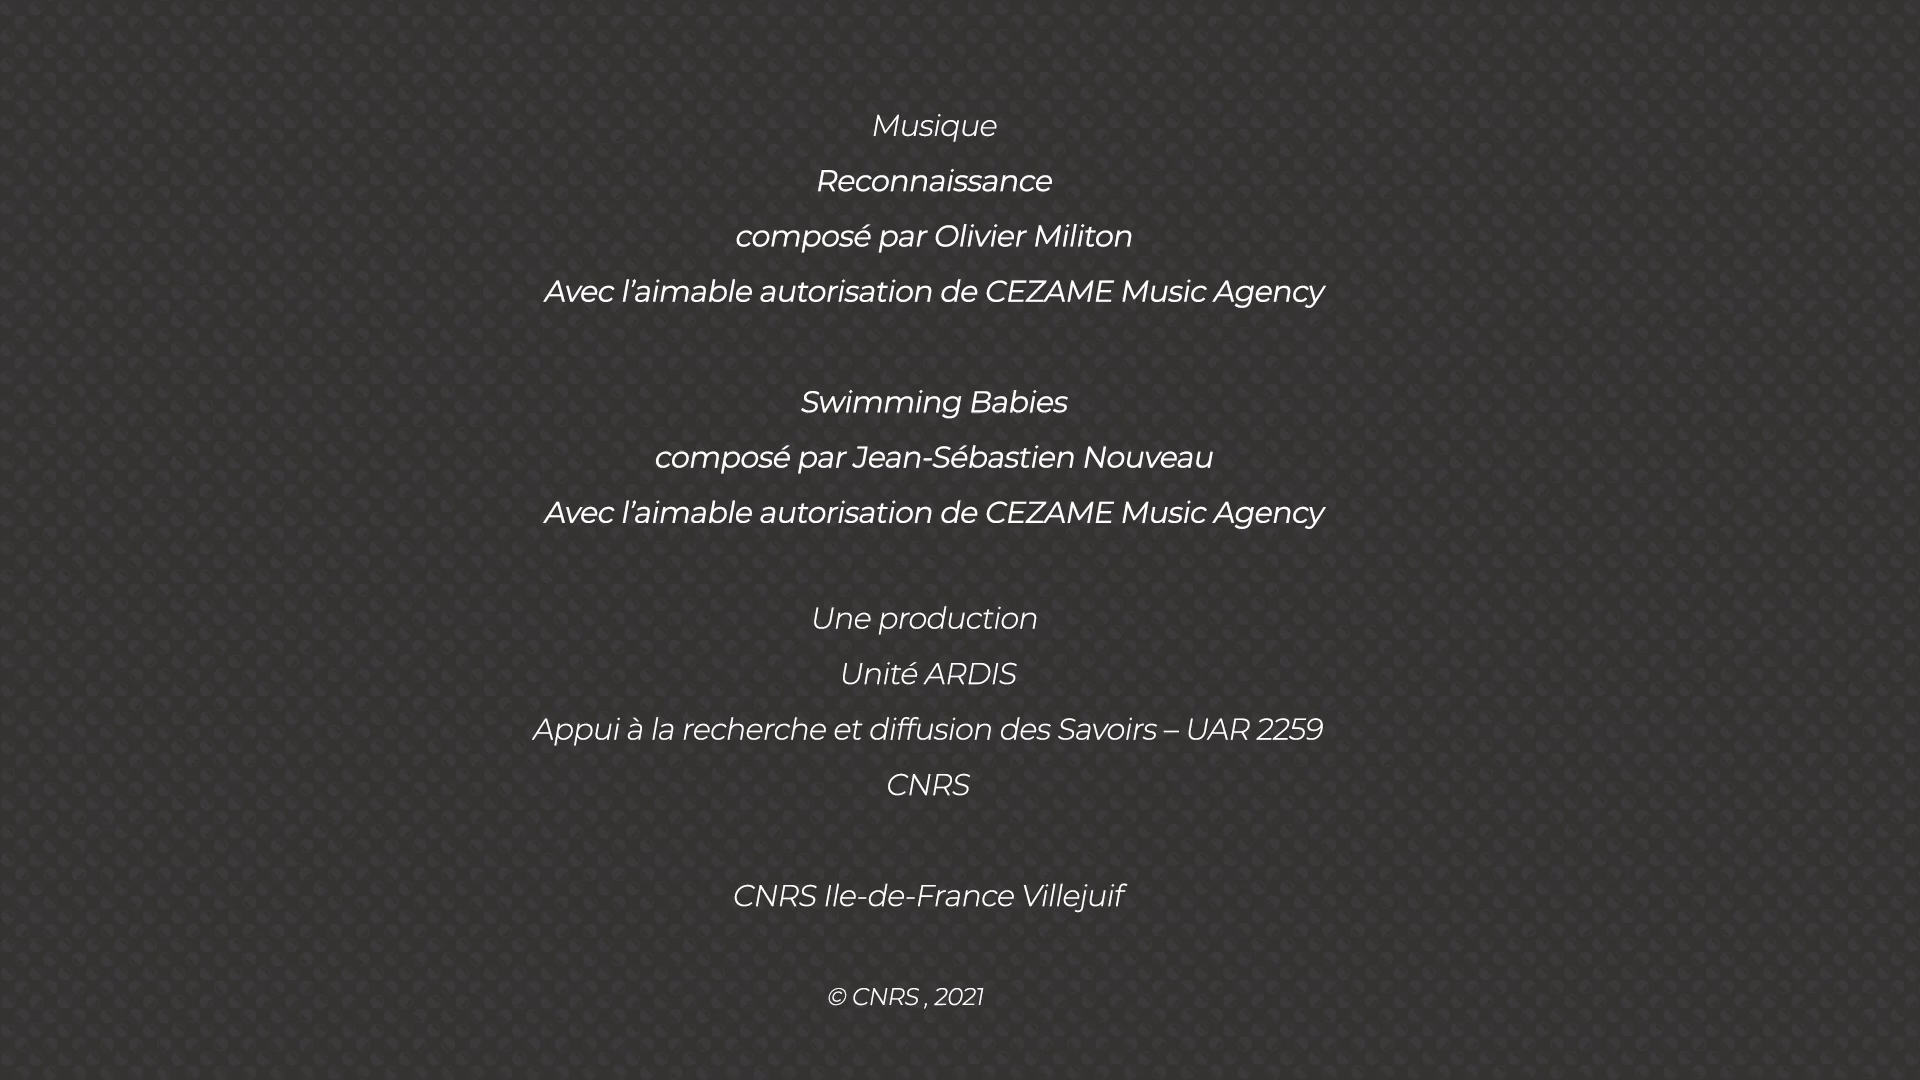 Musique
Reconnaissance
composé par Olivier Militon
Avec l’aimable autorisation de CEZAME Music Agency
Swimming Babies
composé par Jean-Sébastien Nouveau
Avec l’aimable autorisation de CEZAME Music Agency
Une production
Unité ARDIS
Appui à la recherche et diffusion des Savoirs – UAR 2259
CNRS
CNRS Ile-de-France Villejuif
© CNRS , 2021